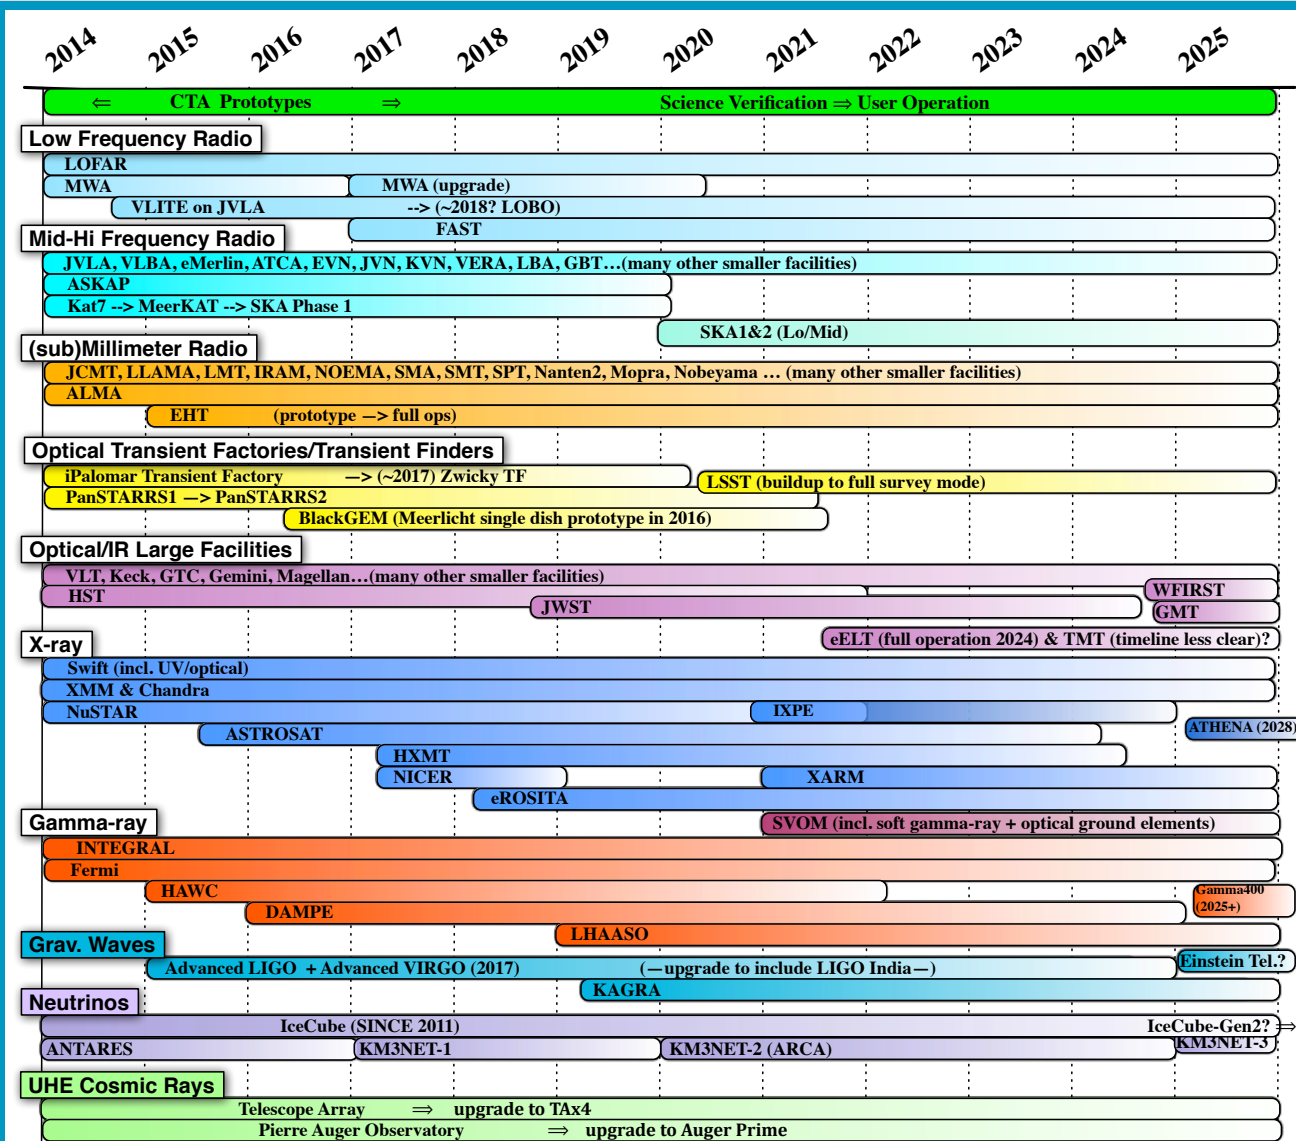 2014 2015 2016 2017 2018 2019 2020 2021 2022 2023 2024 2025
⇐ CTA Prototypes ⇒ Science Verification ⇒ User Operation
Low Frequency Radio
LOFAR
MWA MWA (upgrade)
VLITE on JVLA --> (~2018? LOBO)
FAST
Mid-Hi Frequency Radio
JVLA, VLBA, eMerlin, ATCA, EVN, JVN, KVN, VERA, LBA, GBT…(many other smaller facilities)
ASKAP
Kat7 --> MeerKAT --> SKA Phase 1
SKA1&2 (Lo/Mid)
(sub)Millimeter Radio
JCMT, LLAMA, LMT, IRAM, NOEMA, SMA, SMT, SPT, Nanten2, Mopra, Nobeyama … (many other smaller facilities)
ALMA
EHT (prototype —> full ops)
Optical Transient Factories/Transient Finders
iPalomar Transient Factory —> (~2017) Zwicky TF
LSST (buildup to full survey mode)
PanSTARRS1 —> PanSTARRS2
BlackGEM (Meerlicht single dish prototype in 2016)
Optical/IR Large Facilities
VLT, Keck, GTC, Gemini, Magellan…(many other smaller facilities)
HST
WFIRST
JWST
GMT
eELT (full operation 2024) & TMT (timeline less clear)?
X-ray
Swift (incl. UV/optical)
XMM & Chandra
NuSTAR IXPE
ATHENA (2028)
ASTROSAT
HXMT
NICER XARM
eROSITA
Gamma-ray
SVOM (incl. soft gamma-ray + optical ground elements)
INTEGRAL
Fermi
HAWC
Gamma400
(2025+)
DAMPE
LHAASO
Grav. Waves
Advanced LIGO + Advanced VIRGO (2017) (—upgrade to include LIGO India—)
Einstein Tel.?
KAGRA
Neutrinos
IceCube (SINCE 2011) IceCube-Gen2? ⇒
ANTARES KM3NET-1 KM3NET-2 (ARCA) KM3NET-3
UHE Cosmic Rays
Telescope Array ⇒ upgrade to TAx4
Pierre Auger Observatory ⇒ upgrade to Auger Prime